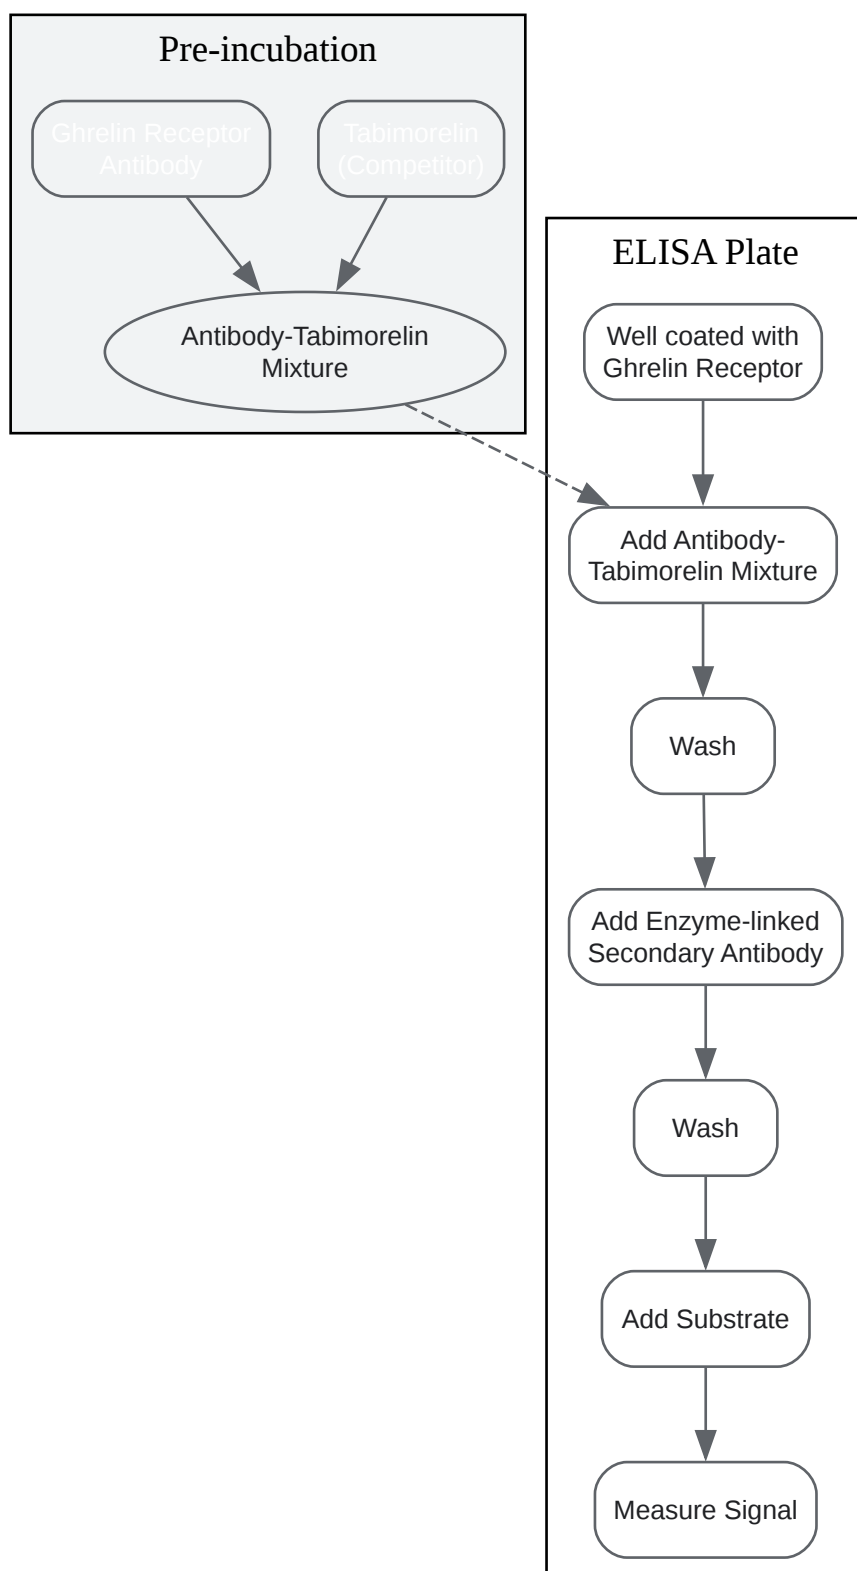 Pre-incubation
Ghrelin Receptor
Antibody
Tabimorelin
(Competitor)
Antibody-Tabimorelin
Mixture
ELISA Plate
Well coated with
Ghrelin Receptor
Add Antibody-
Tabimorelin Mixture
Wash
Add Enzyme-linked
Secondary Antibody
Wash
Add Substrate
Measure Signal